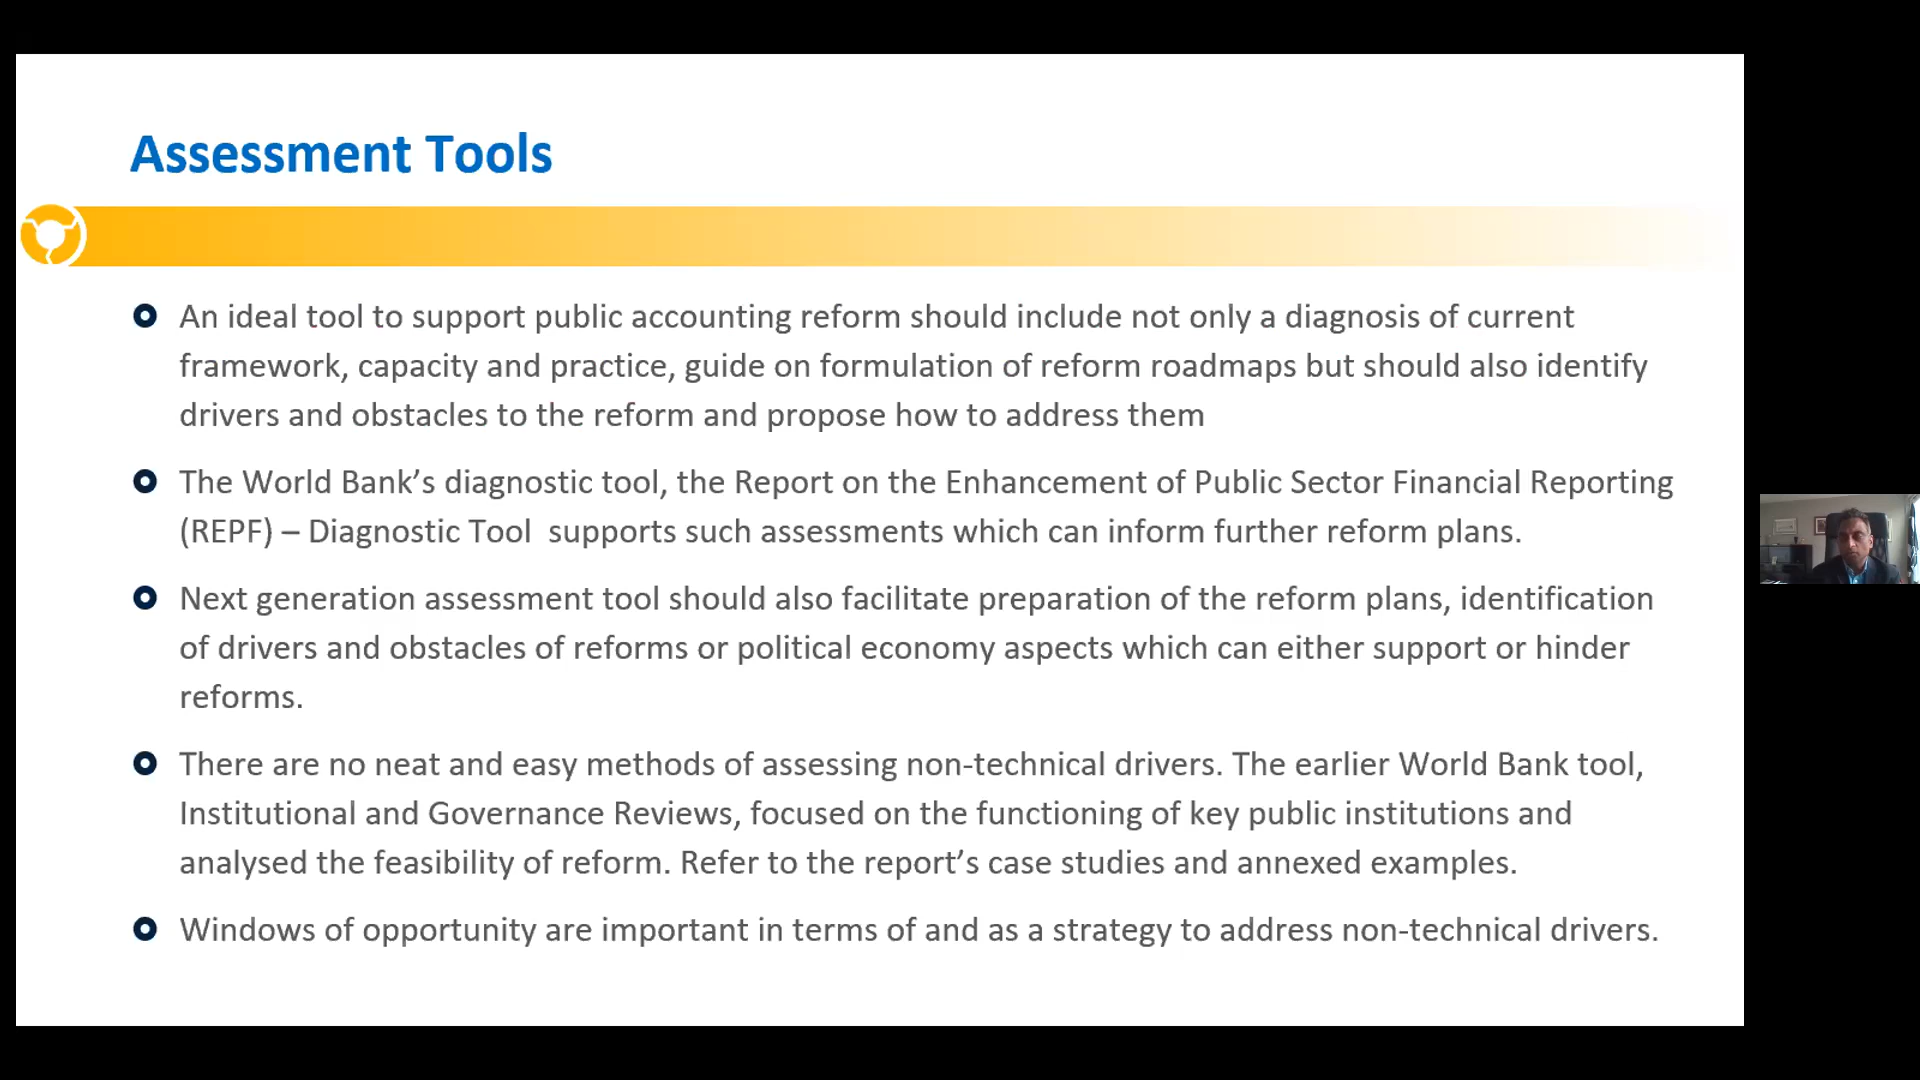 Assessment Tools
An ideal tool to support public accounting reform should include not only a diagnosis of current
framework, capacity and practice, guide on formulation of reform roadmaps but should also identify
drivers and obstacles to the reform and propose how to address them
The World Bank’s diagnostic tool, the Report on the Enhancement of Public Sector Financial Reporting
(REPF) – Diagnostic Tool  supports such assessments which can inform further reform plans.
Next generation assessment tool should also facilitate preparation of the reform plans, identification
of drivers and obstacles of reforms or political economy aspects which can either support or hinder
reforms.
There are no neat and easy methods of assessing non-technical drivers. The earlier World Bank tool,
Institutional and Governance Reviews, focused on the functioning of key public institutions and
analysed the feasibility of reform. Refer to the report’s case studies and annexed examples.
Windows of opportunity are important in terms of and as a strategy to address non-technical drivers.